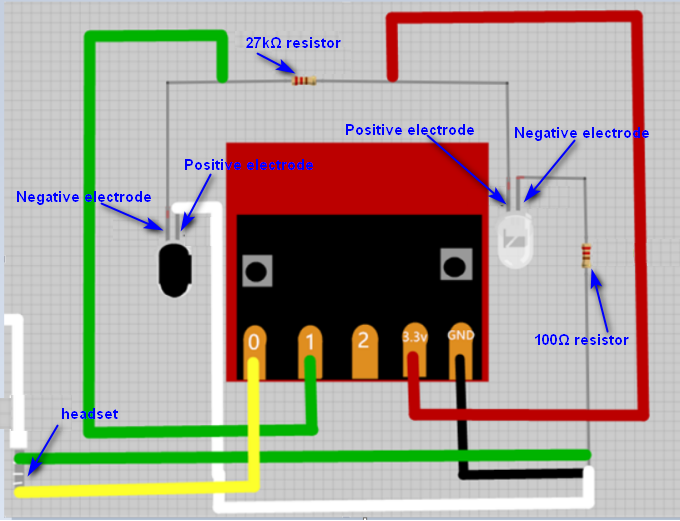 27kΩ resistor
Positive electrode
Negative electrode
Positive electrode
Negative electrode
0
1
2
3.3v
GND
100Ω resistor
headset